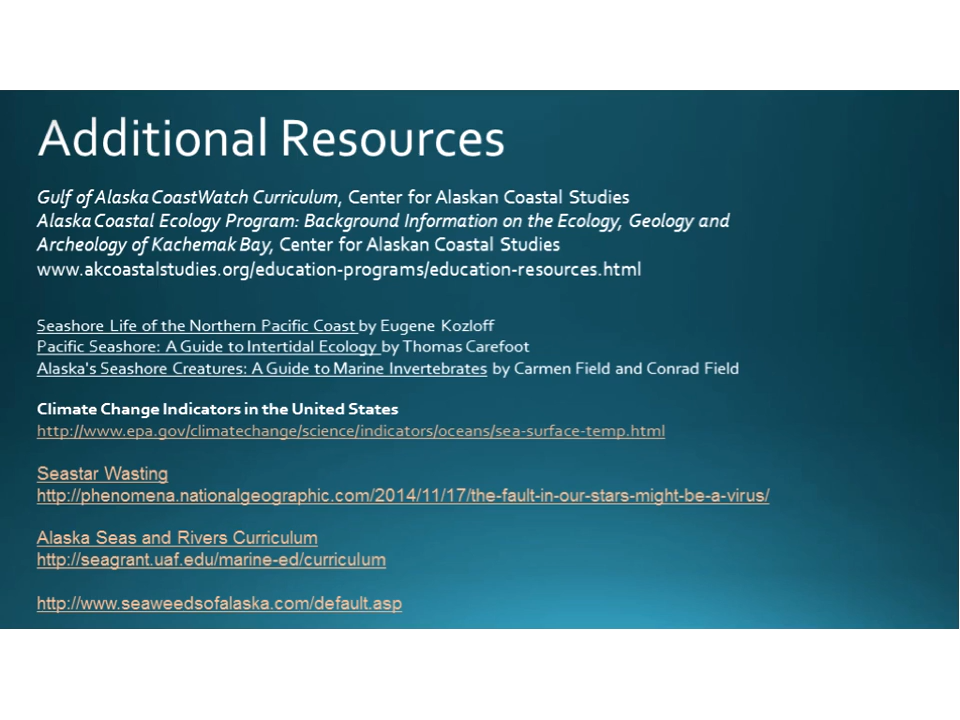 Additional Resources
Gulf of Alaska CoastWatch Curriculum, Center for Alaskan Coastal Studies
Alaska Coastal Ecology Program: Background Information on the Ecology, Geology and
Archeology of Kachemak Bay, Center for Alaskan Coastal Studies
www.akcoastalstudies.org/education-programs/education-resources.html
Seashore Life of the Northern Pacific Coast by Eugene Kozloff
Pacific Seashore: A Guide to Intertidal Ecology by Thomas Carefoot
Alaska's Seashore Creatures: A Guide to Marine Invertebrates by Carmen Field and Conrad Field
Climate Change Indicators in the United States
http://www.epa.gov/climatechange/science/indicators/oceans/sea-surface-temp.html
Seastar Wasting
http://phenomena.nationalgeographic.com/2014/11/17/the-fault-in-our-stars-might-be-a-virus/
Alaska Seas and Rivers Curriculum
http://seagrant.uaf.edu/marine-ed/curriculum
http://www.seaweedsofalaska.com/default.asp